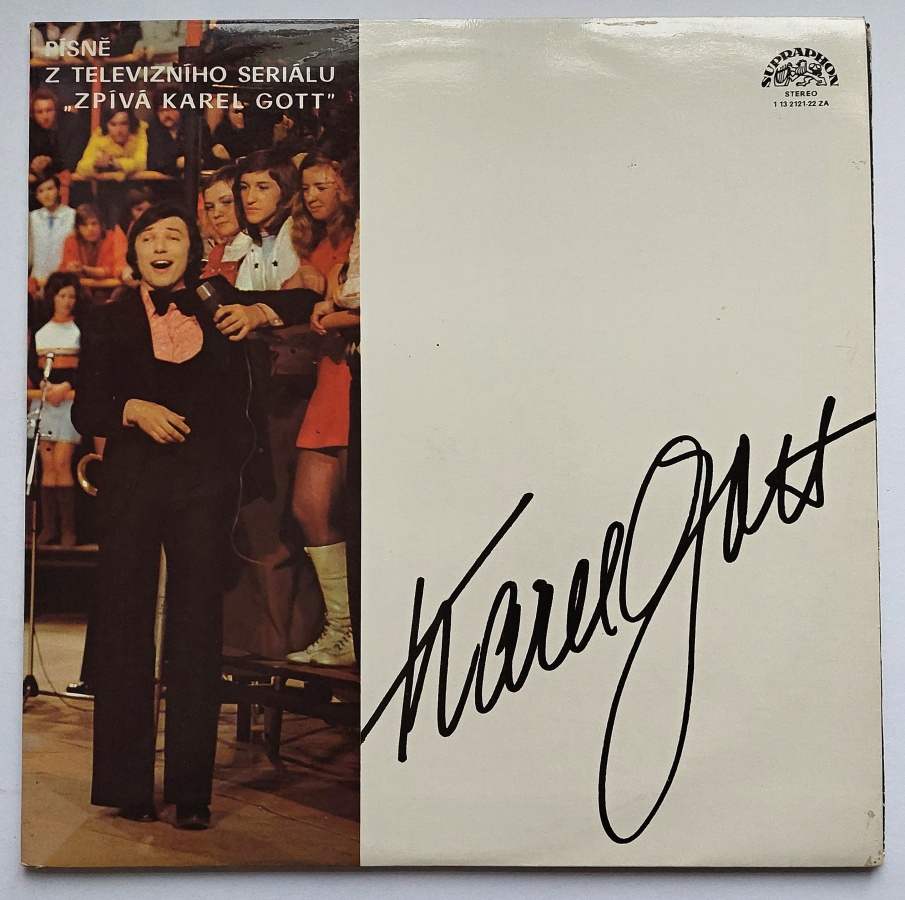 PÍSNĚ
Z TELEVIZNÍHO SERIÁLU
„ZPÍVÁ KAREL GOTT"
SUPRAPHON
STEREO
1 13 2121-22 ZA
Karel Gott